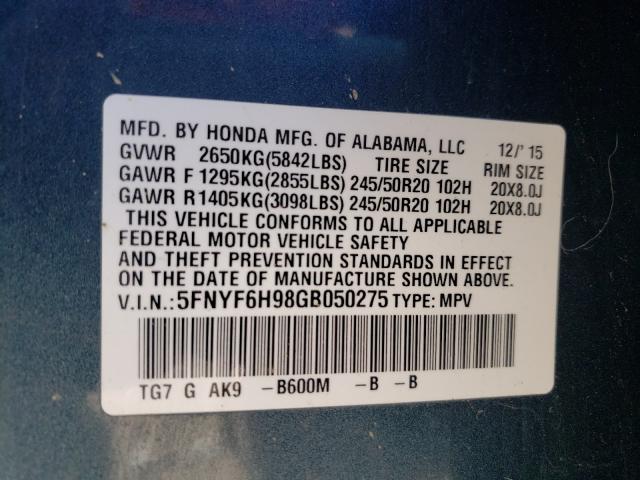 MFD. BY HONDA MFG. OF ALABAMA, LLC 12/'15
GVWR 2650KG(5842LBS) TIRE SIZE RIM SIZE
GAWR F 1295KG(2855LBS) 245/50R20 102H 20X8.0J
GAWR R1405KG(3098LBS) 245/50R20 102H 20X8.0J
THIS VEHICLE CONFORMS TO ALL APPLICABLE
FEDERAL MOTOR VEHICLE SAFETY
AND THEFT PREVENTION STANDARDS IN EFFECT
ON THE DATE OF MANUFACTURE SHOWN ABOVE.
V.I.N.:5FNYF6H98GB050275 TYPE: MPV
TG7 G AK9 -B600M -B -B